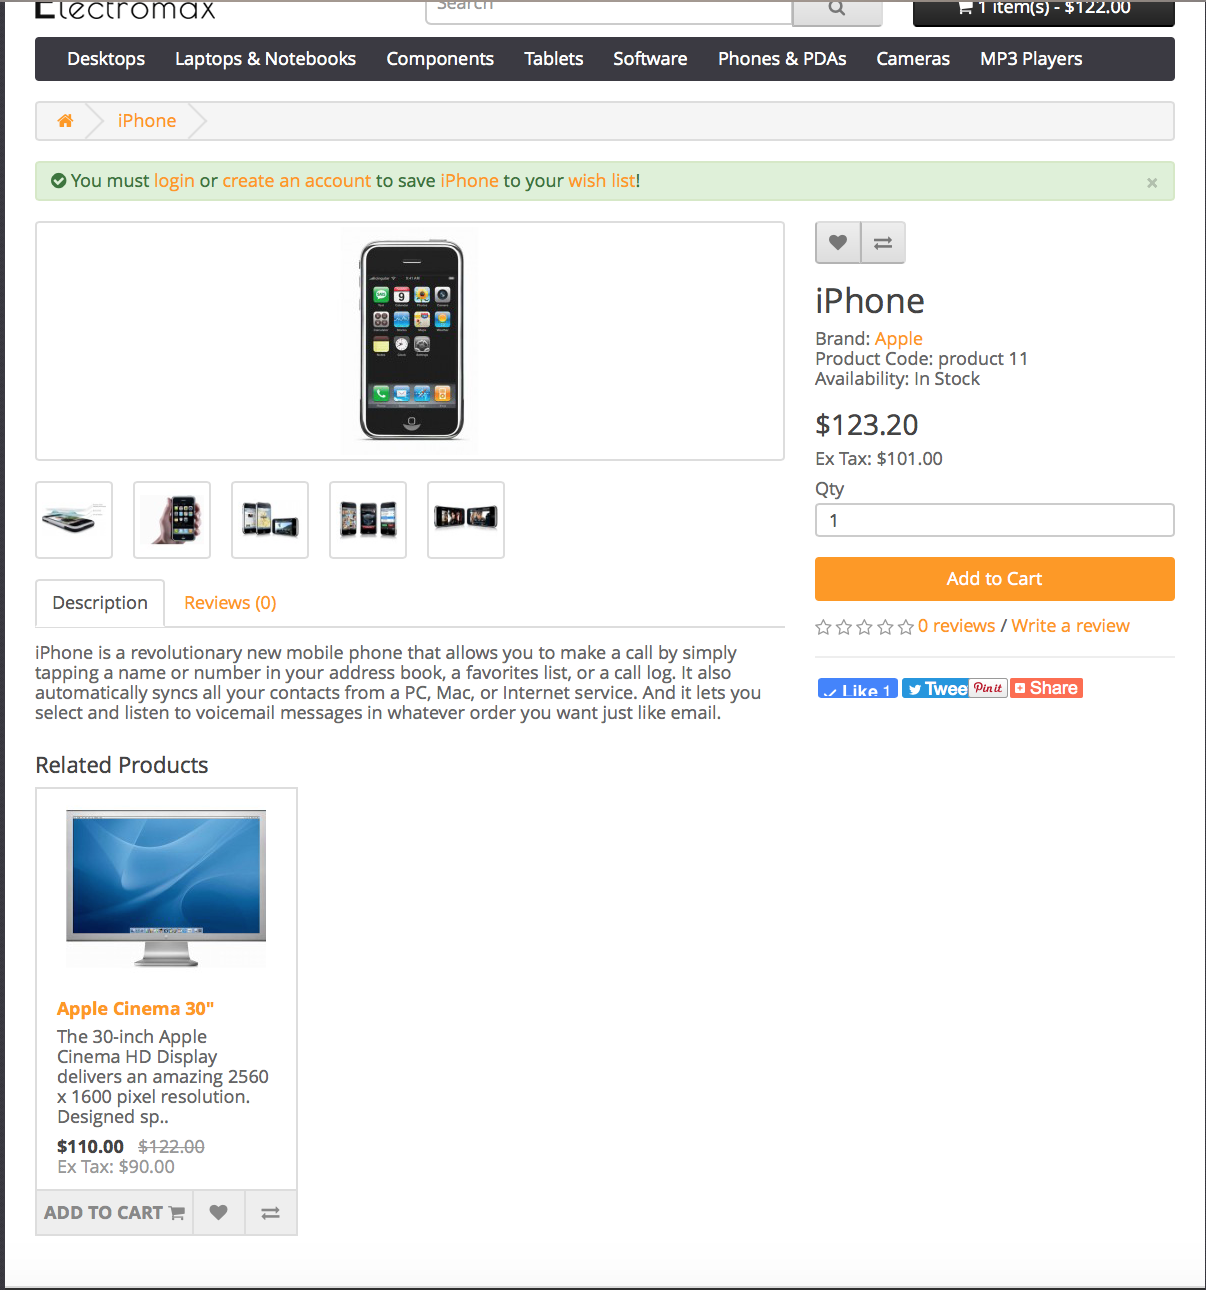 Electromax
Search
1 item(s) - $122.00
Desktops Laptops & Notebooks Components Tablets Software Phones & PDAs Cameras MP3 Players
iPhone
You must login or create an account to save iPhone to your wish list!
×
iPhone
Brand: Apple
Product Code: product 11
Availability: In Stock
$123.20
Ex Tax: $101.00
Qty
1
Add to Cart
0 reviews / Write a review
Like 1 Twee Pin it Share
Description Reviews (0)
iPhone is a revolutionary new mobile phone that allows you to make a call by simply
tapping a name or number in your address book, a favorites list, or a call log. It also
automatically syncs all your contacts from a PC, Mac, or Internet service. And it lets you
select and listen to voicemail messages in whatever order you want just like email.
Related Products
Apple Cinema 30"
The 30-inch Apple
Cinema HD Display
delivers an amazing 2560
x 1600 pixel resolution.
Designed sp..
$110.00 $122.00
Ex Tax: $90.00
ADD TO CART